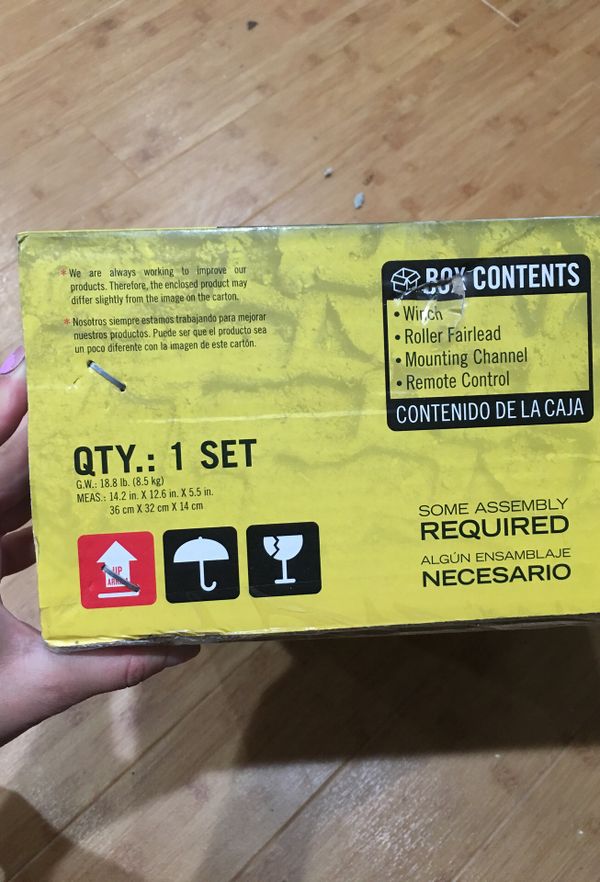 * We are always working to improve our
products. Therefore, the enclosed product may
differ slightly from the image on the carton.
* Nosotros siempre estamos trabajando para mejorar
nuestros productos. Puede ser que el producto sea
un poco diferente con la imagen de este cartón.
BOX CONTENTS
• Winch
• Roller Fairlead
• Mounting Channel
• Remote Control
CONTENIDO DE LA CAJA
QTY.: 1 SET
G.W.: 18.8 lb. (8.5 kg)
MEAS.: 14.2 in. X 12.6 in. X 5.5 in.
36 cm X 32 cm X 14 cm
UP
ARRIBA
SOME ASSEMBLY
REQUIRED
ALGÚN ENSAMBLAJE
NECESARIO